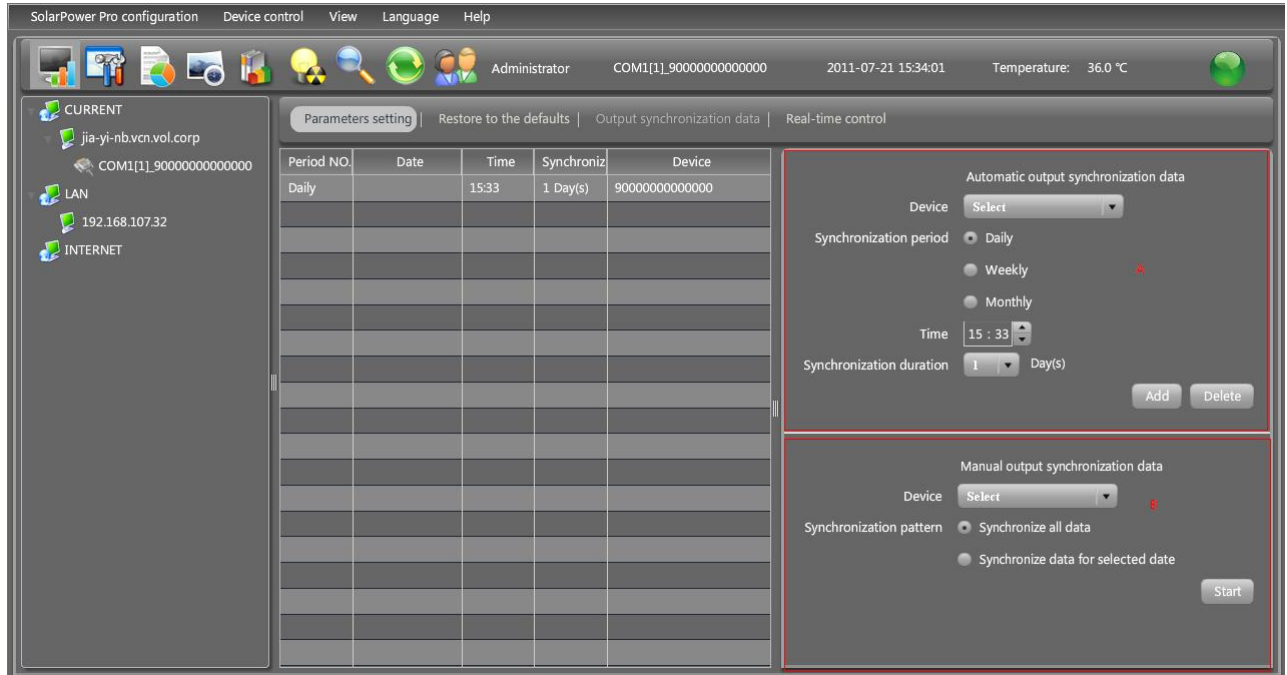 SolarPower Pro configuration Device control View Language Help
Administrator COM1[1]_90000000000000 2011-07-21 15:34:01 Temperature: 36.0 ℃
CURRENT
jia-yi-nb.vcn.vol.corp
COM1[1]_90000000000000
LAN
192.168.107.32
INTERNET
Parameters setting | Restore to the defaults | Output synchronization data | Real-time control
Period NO. Date Time Synchroniz Device
Daily 15:33 1 Day(s) 90000000000000
Automatic output synchronization data
Device Select
Synchronization period Daily
Weekly A
Monthly
Time 15 : 33
Synchronization duration 1 Day(s)
Add Delete
Manual output synchronization data
Device Select
B
Synchronization pattern Synchronize all data
Synchronize data for selected date
Start